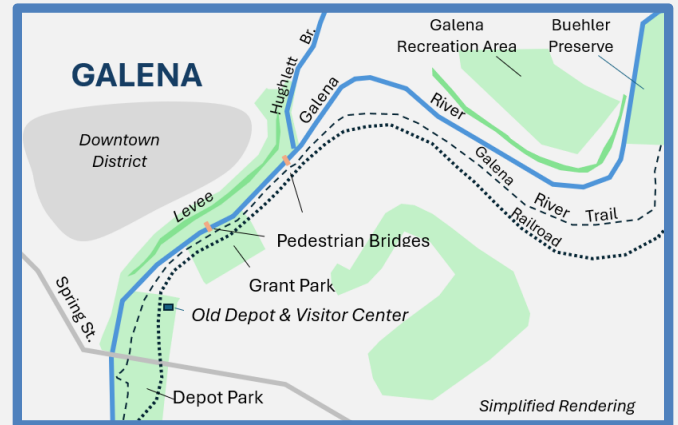 GALENA
Downtown
District
Hughlett Br.
Galena River
Galena
Recreation Area
Buehler
Preserve
Galena River Trail
Railroad
Levee
Pedestrian Bridges
Grant Park
Old Depot & Visitor Center
Spring St.
Depot Park
Simplified Rendering